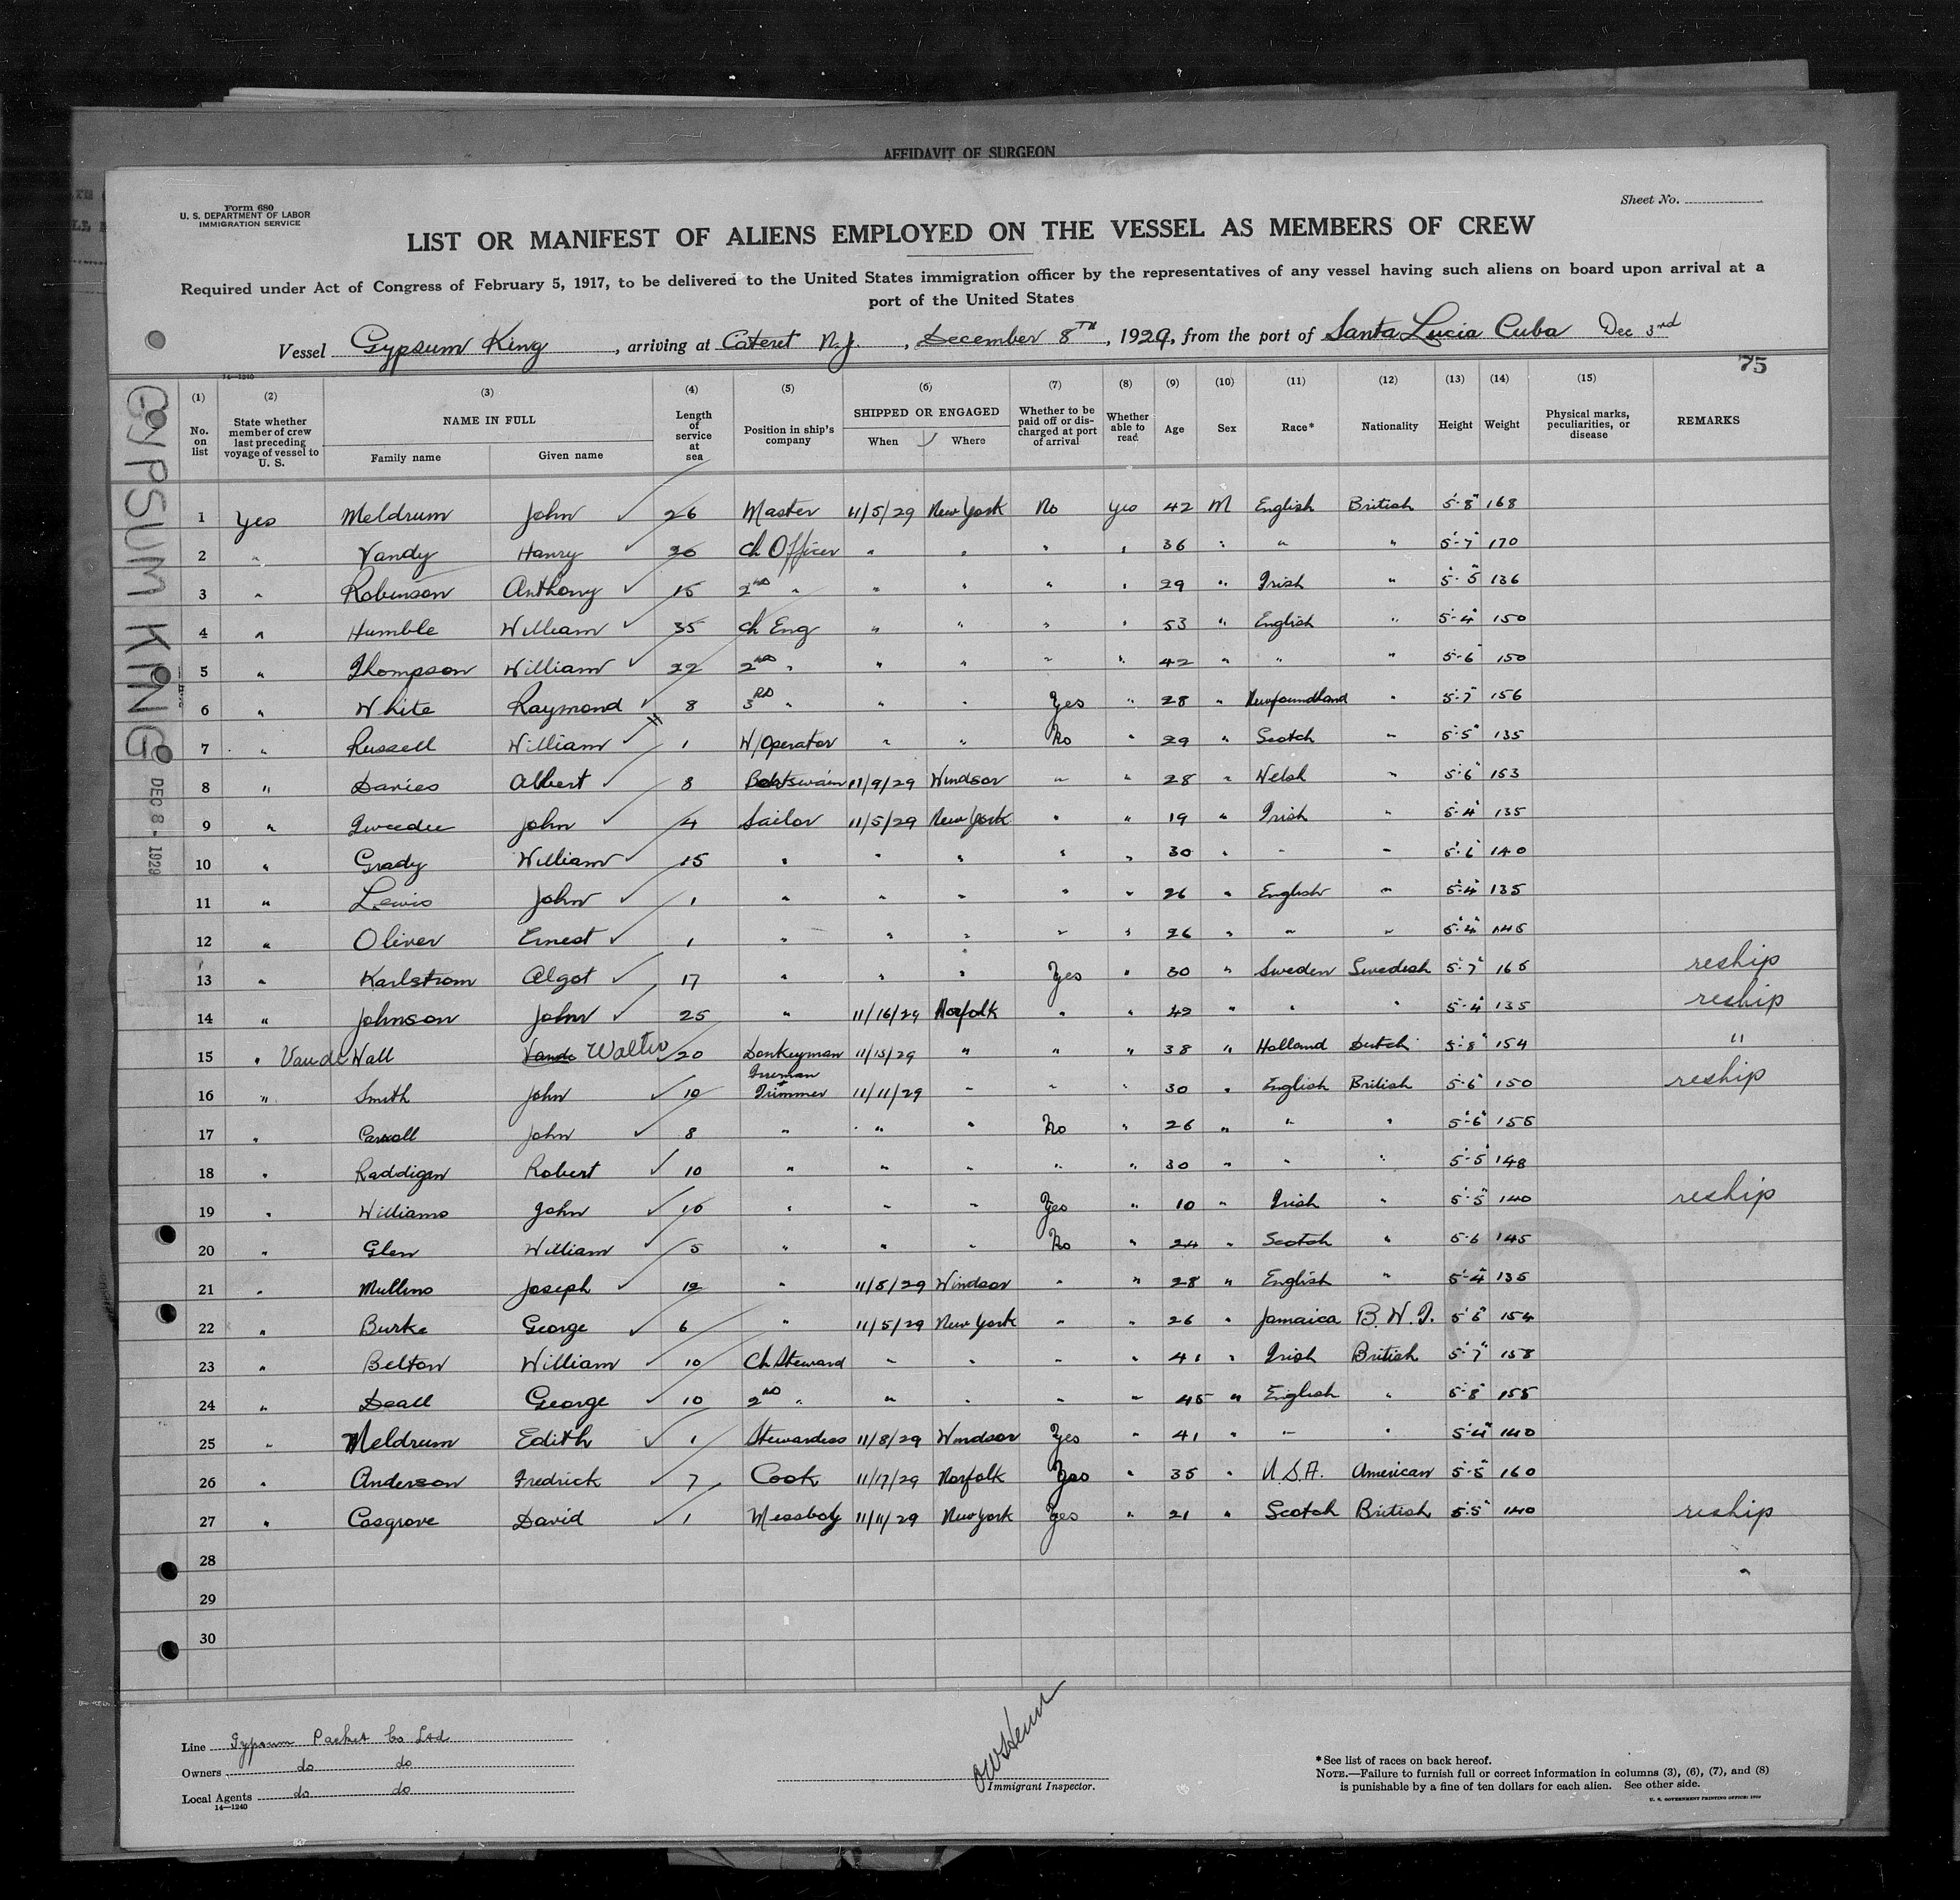 AFFIDAVIT OF SURGEON
Form 680
U. S. DEPARTMENT OF LABOR
IMMIGRATION SERVICE
Sheet No.
LIST OR MANIFEST OF ALIENS EMPLOYED ON THE VESSEL AS MEMBERS OF CREW
Required under Act of Congress of February 5, 1917, to be delivered to the United States immigration officer by the representatives of any vessel having such aliens on board upon arrival at a
port of the United States
Vessel Gypsum King, arriving at Cateret N.J., December 8TH, 1929, from the port of Santa Lucia Cuba Dec 3rd
75
14—1240
GYPSUM KING
DEC 8 - 1929
(1) (2) (3) (4) (5) (6) (7) (8) (9) (10) (11) (12) (13) (14) (15)
No. on list State whether member of crew last preceding voyage of vessel to U. S. NAME IN FULL Length of service at sea Position in ship's company SHIPPED OR ENGAGED Whether to be paid off or discharged at port of arrival Whether able to read Age Sex Race* Nationality Height Weight Physical marks, peculiarities, or disease REMARKS
Family name Given name When Where
1 Yes Meldrum John 26 Master 11/5/29 New York No Yes 42 M English British 5'-8" 168
2 " Vandy Harry 20 Ch Officer " " " " 36 " " " 5'-7" 170
3 " Robinson Anthony 15 2ND " " " " " 29 " Irish " 5'-5" 136
4 " Humble William 35 Ch Eng " " " " 53 " English " 5'-4" 150
5 " Thompson William 22 2ND " " " " " 42 " " " 5'-6" 150
6 " White Raymond 8 3RD " " " Yes " 28 " Newfoundland " 5'-7" 156
7 " Russell William 1 W/Operator " " No " 29 " Scotch " 5'-5" 135
8 " Davies Albert 8 Boatswain 11/9/29 Windsor " " 28 " Welsh " 5'-6" 153
9 " Tweedie John 4 Sailor 11/5/29 New York " " 19 " Irish " 5'-4" 135
10 " Grady William 15 " " " " " 30 " " " 5'-6" 140
11 " Lewis John 1 " " " " " 26 " English " 5'-4" 135
12 " Oliver Ernest 1 " " " " " 26 " " " 5'-4" 145
13 " Karlstrom Algot 17 " " " Yes " 30 " Sweden Swedish 5'-7" 165 reship
14 " Johnson John 25 " 11/16/29 Norfolk " " 42 " " " 5'-4" 135 reship
15 " Vande Wall Vande Walter 20 Donkeyman 11/13/29 " " " 38 " Holland Dutch 5'-8" 154 "
16 " Smith John 10 Fireman + Trimmer 11/11/29 " " " 30 " English British 5'-6" 150 reship
17 " Carroll John 8 " " " No " 26 " " " 5'-6" 155
18 " Raddigan Robert 10 " " " " " 30 " " " 5'-5" 148
19 " Williams John 10 " " " Yes " 10 " Irish " 5'-5" 140 reship
20 " Glen William 5 " " " No " 24 " Scotch " 5-6 145
21 " Mullins Joseph 12 " 11/8/29 Windsor " " 28 " English " 5'-4" 135
22 " Burke George 6 " 11/5/29 New York " " 26 " Jamaica B.W.I. 5'-6" 154
23 " Belton William 10 Ch Steward " " " " 41 " Irish British 5'-7" 158
24 " Deall George 10 2ND " " " " " 45 " English " 5'-8" 155
25 " Meldrum Edith 1 Stewardess 11/8/29 Windsor Yes " 41 " " " 5'-4" 140
26 " Anderson Fredrick 7 Cook 11/17/29 Norfolk Yes " 35 " U.S.A. American 5'-5" 160
27 " Cosgrove David 1 Messboy 11/11/29 New York Yes " 21 " Scotch British 5'-5" 140 reship
28
29
30
Line Gypsum Packet Co Ltd
Owners do do
Local Agents do do
14—1240
Immigrant Inspector.
*See list of races on back hereof.
NOTE.—Failure to furnish full or correct information in columns (3), (6), (7), and (8)
is punishable by a fine of ten dollars for each alien. See other side.
U. S. GOVERNMENT PRINTING OFFICE: 1929